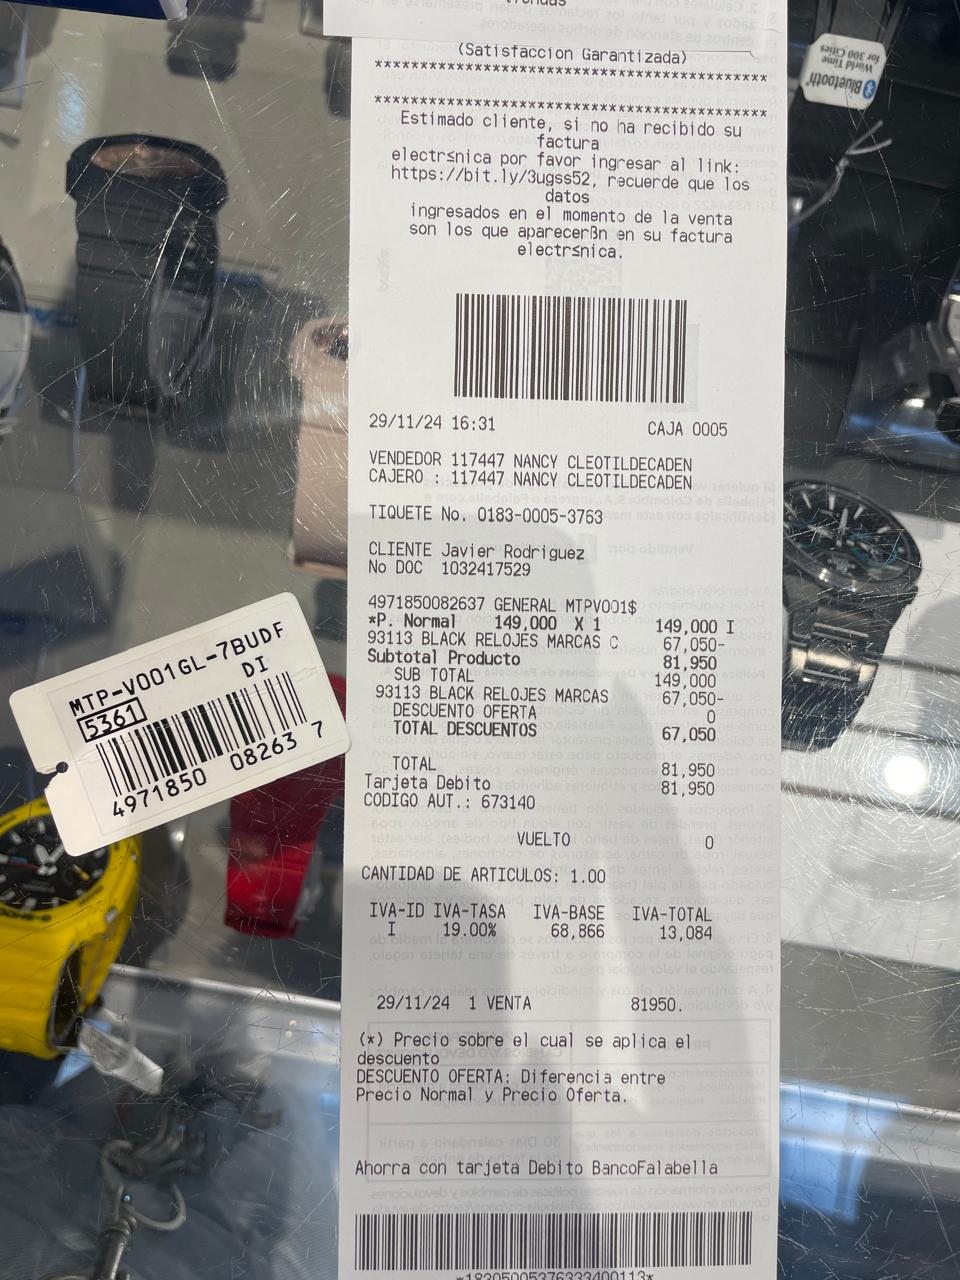 (Satisfaccion Garantizada)
******************************************
******************************************
Estimado cliente, si no ha recibido su
factura
electr≤nica por favor ingresar al link:
https://bit.ly/3ugss52, recuerde que los
datos
ingresados en el momento de la venta
son los que aparecerßn en su factura
electr≤nica.
29/11/24 16:31 CAJA 0005
VENDEDOR 117447 NANCY CLEOTILDECADEN
CAJERO : 117447 NANCY CLEOTILDECADEN
TIQUETE No. 0183-0005-3763
CLIENTE Javier Rodriguez
No DOC 1032417529
4971850082637 GENERAL MTPV001$
*P. Normal 149,000 X 1 149,000 I
93113 BLACK RELOJES MARCAS C 67,050-
Subtotal Producto 81,950
SUB TOTAL 149,000
93113 BLACK RELOJES MARCAS 67,050-
DESCUENTO OFERTA 0
TOTAL DESCUENTOS 67,050
TOTAL 81,950
Tarjeta Debito 81,950
CODIGO AUT.: 673140
VUELTO 0
CANTIDAD DE ARTICULOS: 1.00
IVA-ID IVA-TASA IVA-BASE IVA-TOTAL
I 19.00% 68,866 13,084
29/11/24 1 VENTA 81950.
(*) Precio sobre el cual se aplica el
descuento
DESCUENTO OFERTA: Diferencia entre
Precio Normal y Precio Oferta.
Ahorra con tarjeta Debito BancoFalabella
MTP-V001GL-7BUDF
5361 DI
4971850 08263 7
Bluetooth
World Time
for 300 Cities